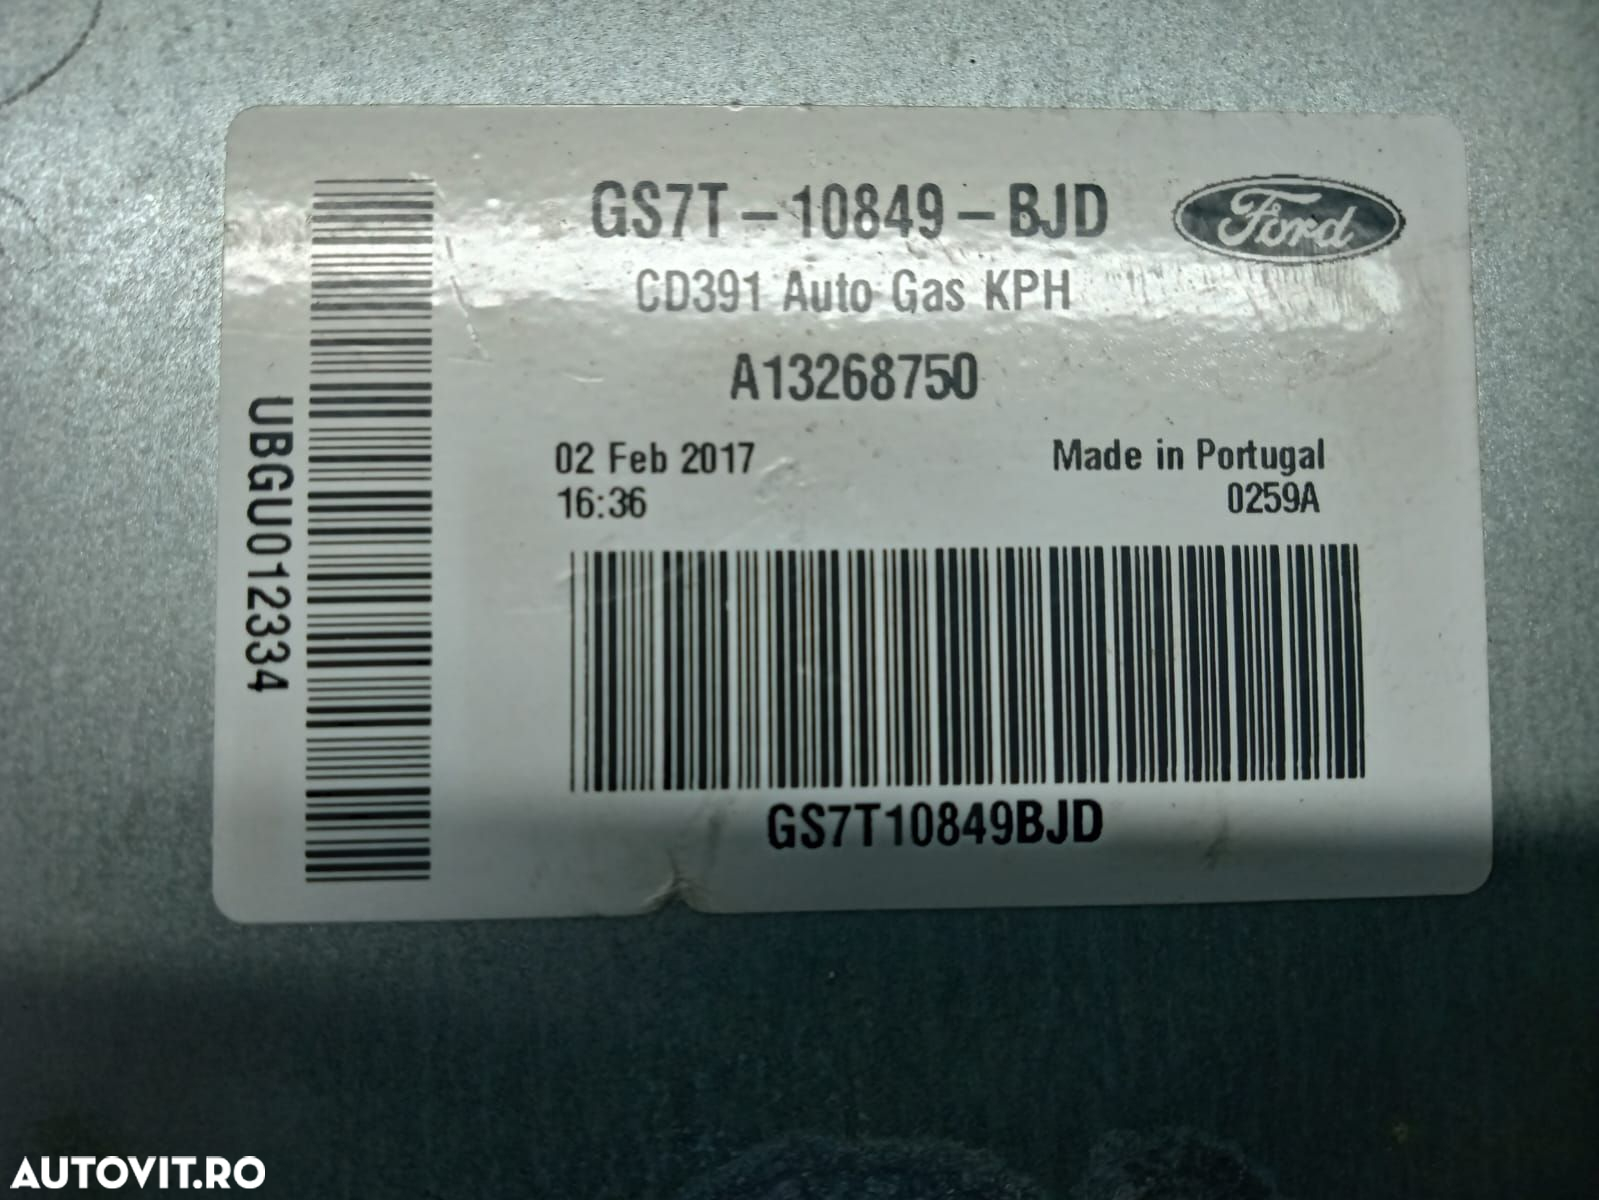 GS7T-10849-BJD
Ford
CD391 Auto Gas KPH
A13268750
02 Feb 2017
16:36
Made in Portugal
0259A
GS7T10849BJD
UBGU012334
AUTOVIT.RO